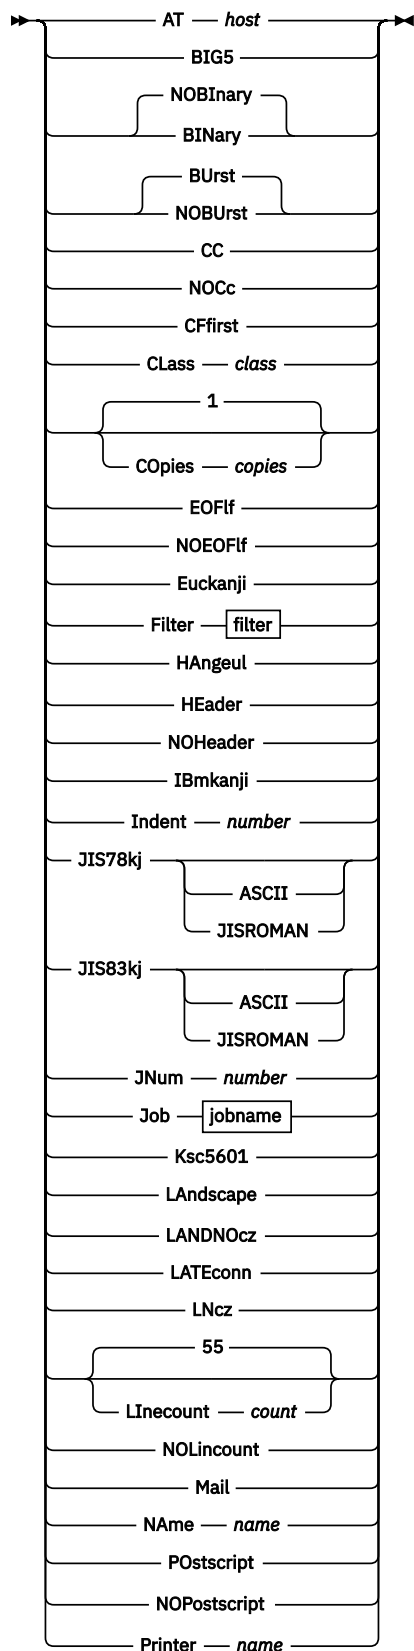 AT host
BIG5
NOBInary
BINary
BUrst
NOBUrst
CC
NOCc
CFfirst
CLass class
1
COpies copies
EOFlf
NOEOFlf
Euckanji
Filter filter
HAngeul
HEader
NOHeader
IBmkanji
Indent number
JIS78kj
ASCII
JISROMAN
JIS83kj
ASCII
JISROMAN
JNum number
Job jobname
Ksc5601
LAndscape
LANDNOcz
LATEconn
LNcz
55
LInecount count
NOLincount
Mail
NAme name
POstscript
NOPostscript
Printer name